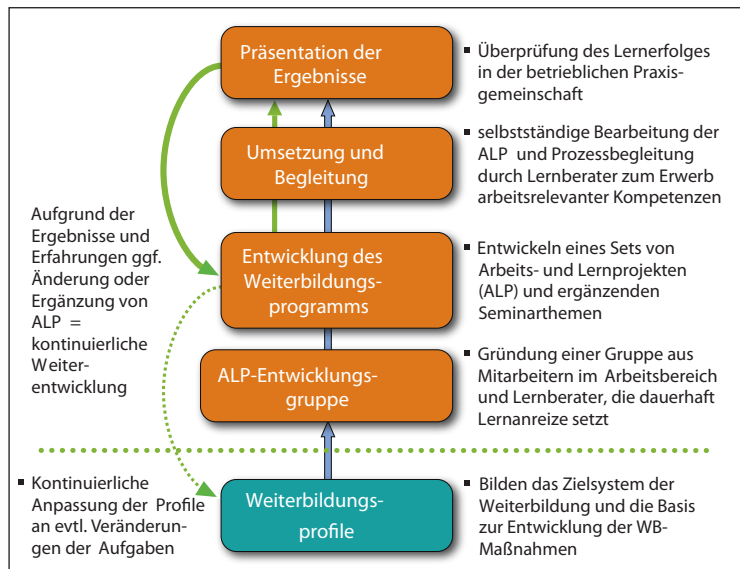 Präsentation der
Ergebnisse
▪ Überprüfung des Lernerfolges
in der betrieblichen Praxis-
gemeinschaft
Umsetzung und
Begleitung
▪ selbstständige Bearbeitung der
ALP und Prozessbegleitung
durch Lernberater zum Erwerb
arbeitsrelevanter Kompetenzen
Aufgrund der
Ergebnisse und
Erfahrungen ggf.
Änderung oder
Ergänzung von
ALP =
kontinuierliche
Weiter-
entwicklung
Entwicklung des
Weiterbildungs-
programms
▪ Entwickeln eines Sets von
Arbeits- und Lernprojekten
(ALP) und ergänzenden
Seminarthemen
ALP-Entwicklungs-
gruppe
▪ Gründung einer Gruppe aus
Mitarbeitern im Arbeitsbereich
und Lernberater, die dauerhaft
Lernanreize setzt
▪ Kontinuierliche
Anpassung der Profile
an evtl. Veränderun-
gen der Aufgaben
Weiterbildungs-
profile
▪ Bilden das Zielsystem der
Weiterbildung und die Basis
zur Entwicklung der WB-
Maßnahmen